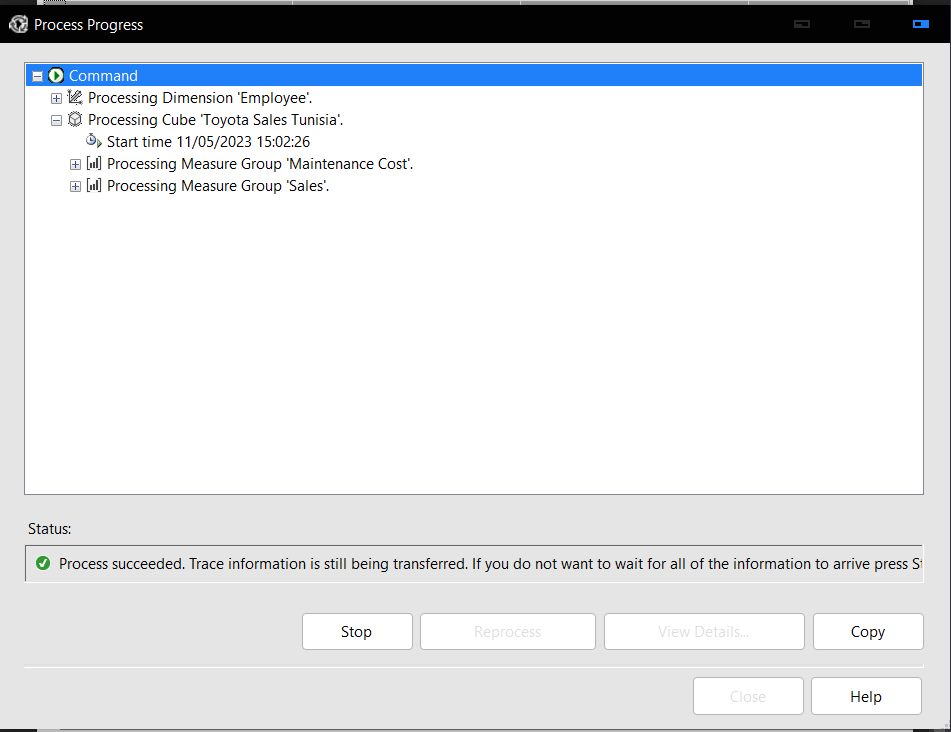 Process Progress
Command
Processing Dimension 'Employee'.
Processing Cube 'Toyota Sales Tunisia'.
Start time 11/05/2023 15:02:26
Processing Measure Group 'Maintenance Cost'.
Processing Measure Group 'Sales'.
Status:
Process succeeded. Trace information is still being transferred. If you do not want to wait for all of the information to arrive press
Stop
Reprocess
View Details...
Copy
Close
Help